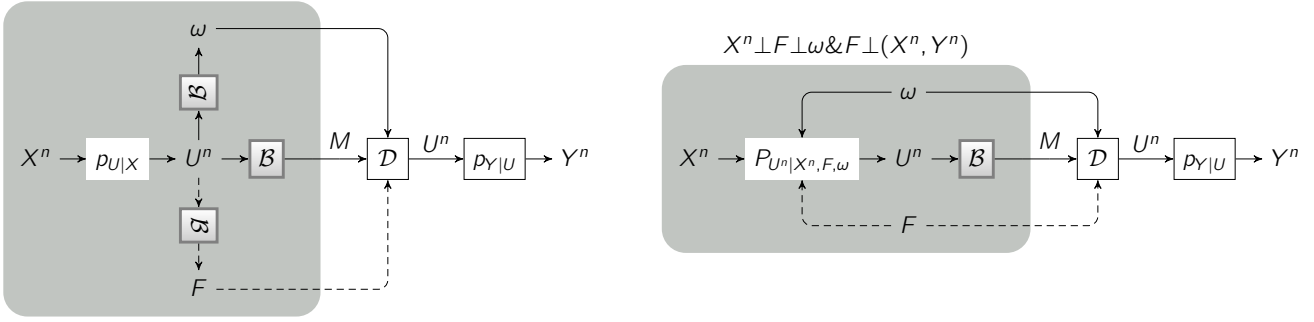 ω
B
X^n
p_{U|X}
U^n
B
M
D
U^n
p_{Y|U}
Y^n
B
F
X^n⊥F⊥ω&F⊥(X^n, Y^n)
ω
X^n
P_{U^n|X^n,F,ω}
U^n
B
M
D
U^n
p_{Y|U}
Y^n
F